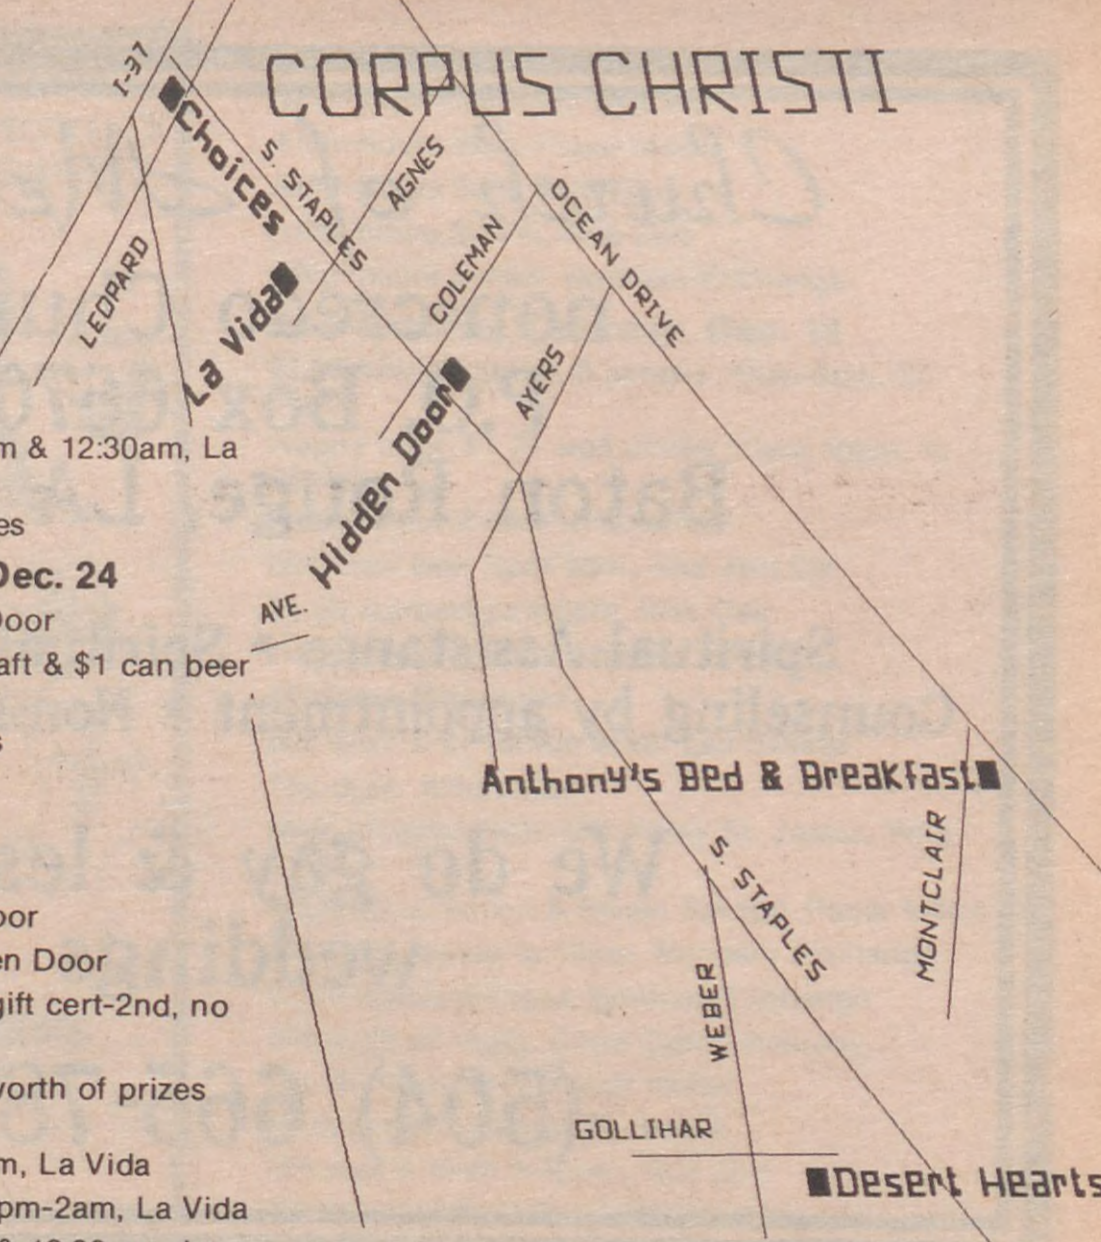 CORPUS CHRISTI
I-37
Choices
S. STAPLES
AGNES
OCEAN DRIVE
COLEMAN
LEOPARD
La Vida
AYERS
Hidden Door
m & 12:30am, La
es
Dec. 24
Door
AVE.
aft & $1 can beer
s
Anthony's Bed & Breakfast
MONTCLAIR
S. STAPLES
oor
WEBER
en Door
gift cert-2nd, no
worth of prizes
GOLLIHAR
m, La Vida
Desert Hearts
pm-2am, La Vida